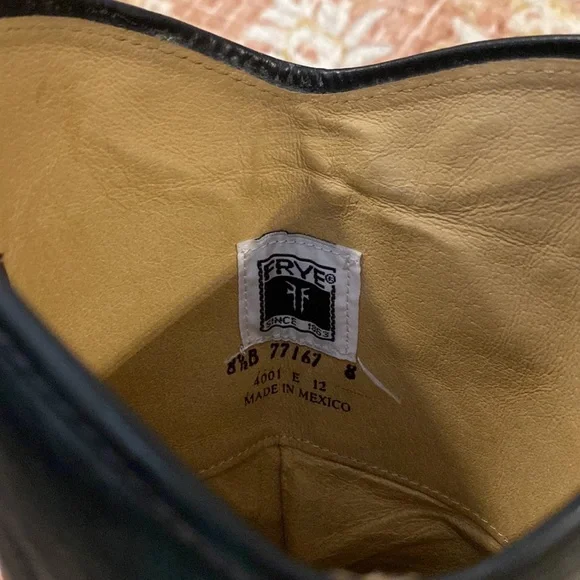 FRYE®
SINCE 1863
8½B 77167 8
4001 E 12
MADE IN MEXICO